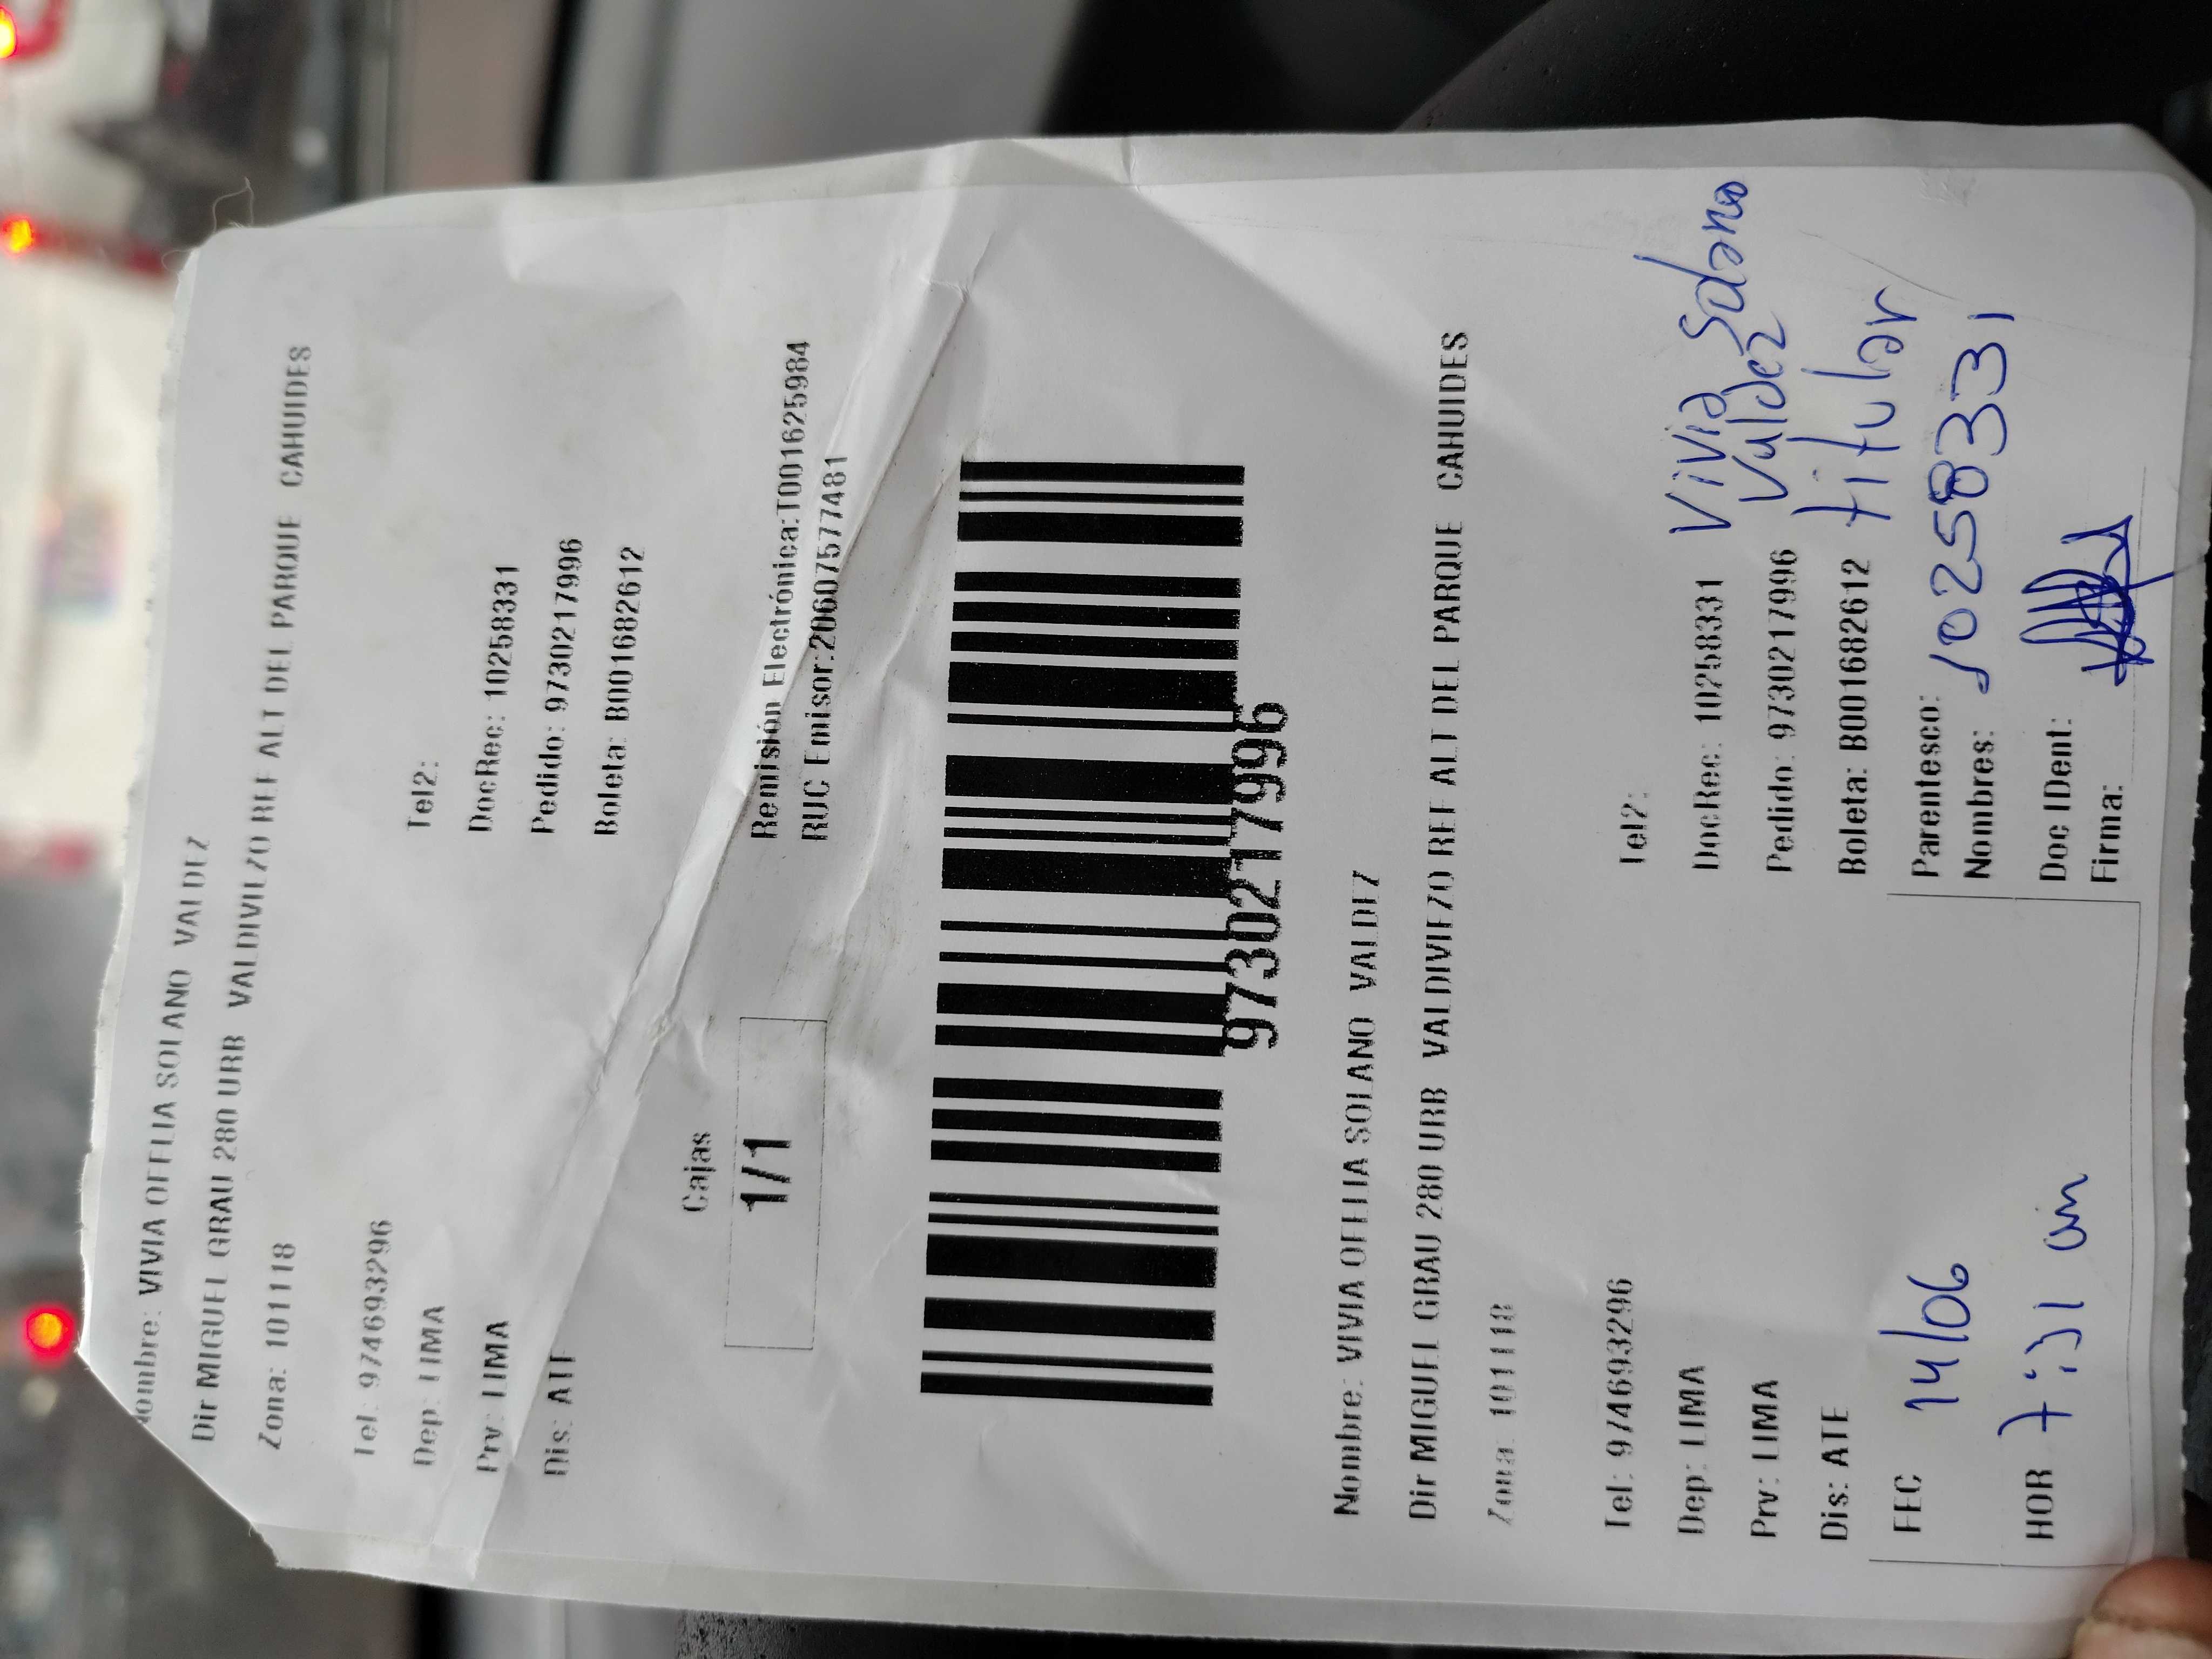 Nombre: VIVIA OFELIA SOLANO VALDEZ
Dir MIGUEL GRAU 280 URB VALDIVIEZO REF ALT DEL PARQUE CAHUIDES
Zona: 101118
Tel: 974693296
Tel2:
Dep: LIMA
DocRec: 10258331
Prv: LIMA
Pedido: 9730217996
Dis: ATE
Boleta: B001682612
Cajas
1/1
Remisión Electrónica:T001625984
RUC Emisor:20607577481
9730217996
Nombre: VIVIA OFELIA SOLANO VALDEZ
Dir MIGUEL GRAU 280 URB VALDIVIEZO REF ALT DEL PARQUE CAHUIDES
Zona: 101118
Tel: 974693296
Tel2:
Dep: LIMA
DocRec: 10258331
Vivia Solano
Valdez
Prv: LIMA
Pedido: 9730217996
Dis: ATE
Boleta: B001682612
titular
FEC 14/06
Parentesco:
Nombres:
10258331
HOR 7:31 am
Doc IDent:
Firma: